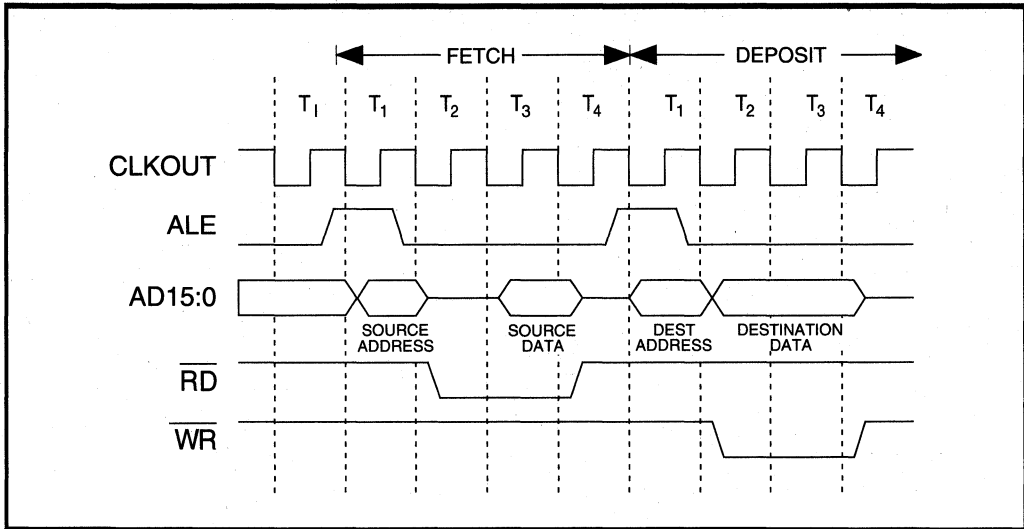 FETCH DEPOSIT
T₁ T₁ T₂ T₃ T₄ T₁ T₂ T₃ T₄
CLKOUT
ALE
AD15:0
SOURCE ADDRESS SOURCE DATA DEST ADDRESS DESTINATION DATA
RD
WR